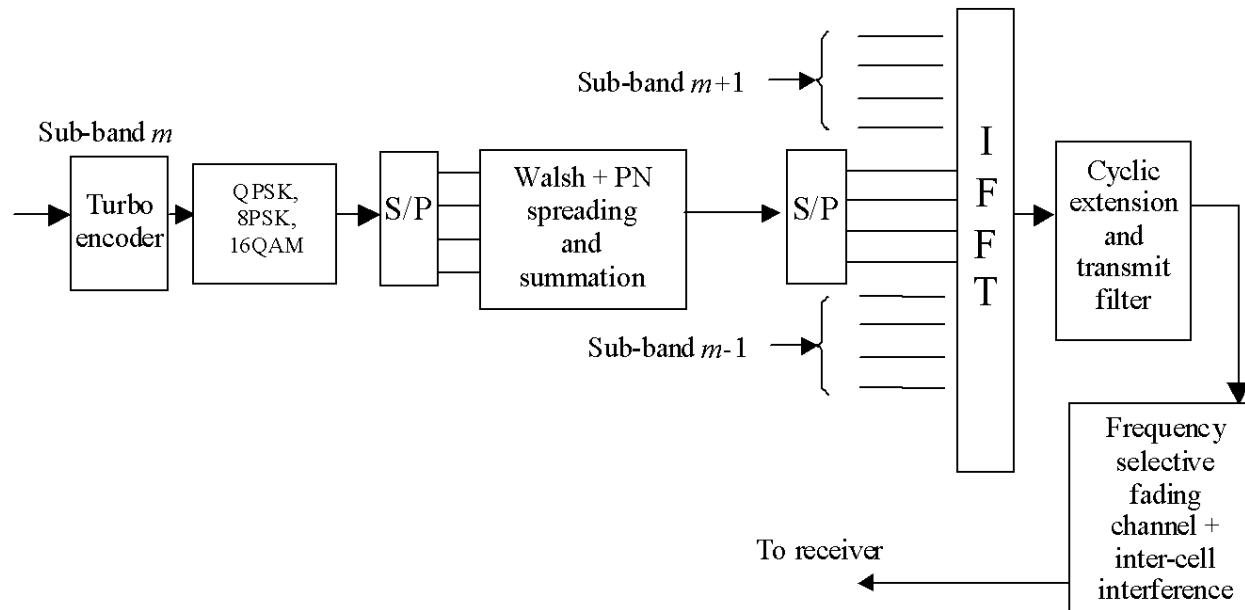 Sub-band m
Turbo
encoder
QPSK,
8PSK,
16QAM
S/P
Walsh + PN
spreading
and
summation
S/P
Sub-band m+1
Sub-band m-1
I
F
F
T
Cyclic
extension
and
transmit
filter
Frequency
selective
fading
channel +
inter-cell
interference
To receiver